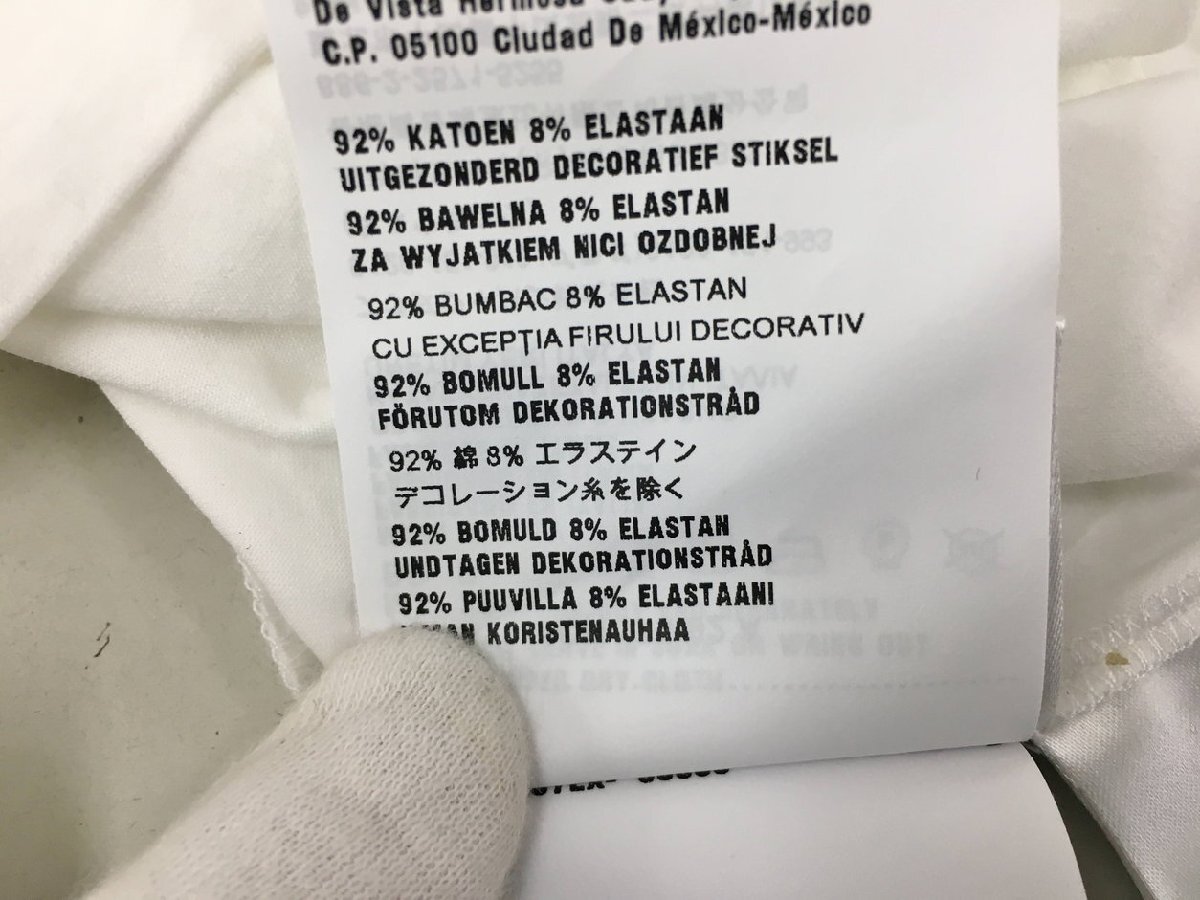 De Vista Hermosa
C.P. 05100 Ciudad De México-México
92% KATOEN 8% ELASTAAN
UITGEZONDERD DECORATIEF STIKSEL
92% BAWELNA 8% ELASTAN
ZA WYJATKIEM NICI OZDOBNEJ
92% BUMBAC 8% ELASTAN
CU EXCEPȚIA FIRULUI DECORATIV
92% BOMULL 8% ELASTAN
FÖRUTOM DEKORATIONSTRÅD
92% 綿 8% エラステイン
デコレーション糸を除く
92% BOMULD 8% ELASTAN
UNDTAGEN DEKORATIONSTRÅD
92% PUUVILLA 8% ELASTAANI
KORISTENAUHAA